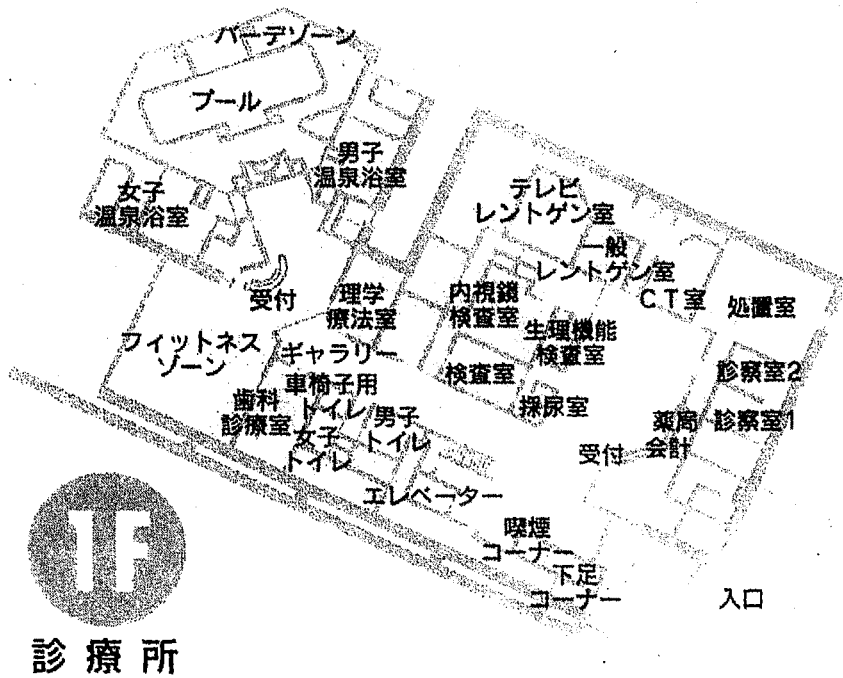 バーデゾーン
プール
男子
温泉浴室
女子
温泉浴室
テレビ
レントゲン室
一般
レントゲン室
CT室
処置室
受付
理学
療法室
内視鏡
検査室
生理機能
検査室
フィットネス
ゾーン
ギャラリー
検査室
診察室2
車椅子用
トイレ
採尿室
歯科
診療室
男子
トイレ
女子
トイレ
薬局
会計
診察室1
受付
エレベーター
喫煙
コーナー
下足
コーナー
入口
1F
診療所